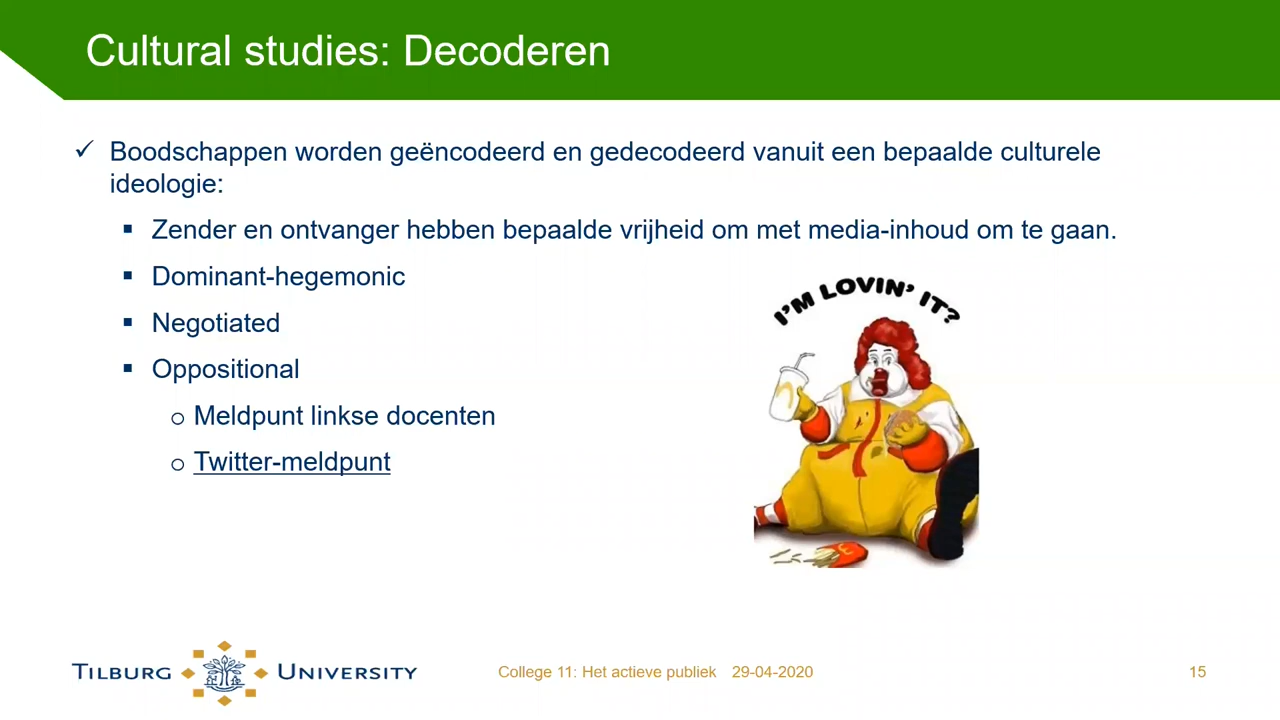 Cultural studies: Decoderen
✓ Boodschappen worden geëncodeerd en gedecodeerd vanuit een bepaalde culturele
ideologie:
▪ Zender en ontvanger hebben bepaalde vrijheid om met media-inhoud om te gaan.
▪ Dominant-hegemonic
▪ Negotiated
▪ Oppositional
o Meldpunt linkse docenten
o Twitter-meldpunt
I'M LOVIN' IT?
TILBURG UNIVERSITY
College 11: Het actieve publiek 29-04-2020
15